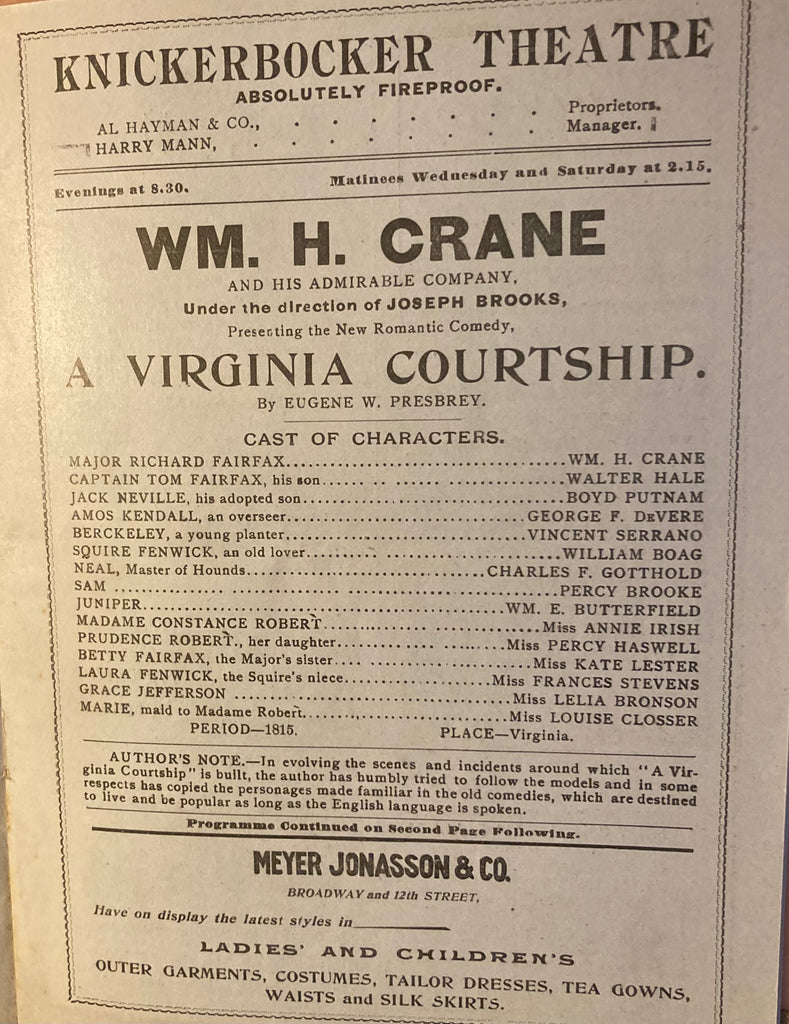 KNICKERBOCKER THEATRE
ABSOLUTELY FIREPROOF.
AL HAYMAN & CO., . . . . . . . Proprietors.
HARRY MANN, . . . . . . . Manager.
Evenings at 8.30. Matinees Wednesday and Saturday at 2.15.
WM. H. CRANE
AND HIS ADMIRABLE COMPANY,
Under the direction of JOSEPH BROOKS,
Presenting the New Romantic Comedy,
A VIRGINIA COURTSHIP.
By EUGENE W. PRESBREY.
CAST OF CHARACTERS.
MAJOR RICHARD FAIRFAX..............................WM. H. CRANE
CAPTAIN TOM FAIRFAX, his son...... .. ....................WALTER HALE
JACK NEVILLE, his adopted son............................BOYD PUTNAM
AMOS KENDALL, an overseer..........................GEORGE F. DEVERE
BERCKELEY, a young planter..........................VINCENT SERRANO
SQUIRE FENWICK, an old lover..........................WILLIAM BOAG
NEAL, Master of Hounds..........................CHARLES F. GOTTHOLD
SAM ..................................................PERCY BROOKE
JUNIPER..........................................WM. E. BUTTERFIELD
MADAME CONSTANCE ROBERT..........................Miss ANNIE IRISH
PRUDENCE ROBERT., her daughter.............. .......Miss PERCY HASWELL
BETTY FAIRFAX, the Major's sister.... ..................Miss KATE LESTER
LAURA FENWICK, the Squire's niece...................Miss FRANCES STEVENS
GRACE JEFFERSON ................................Miss LELIA BRONSON
MARIE, maid to Madame Robert........................Miss LOUISE CLOSSER
PERIOD—1815. PLACE—Virginia.
AUTHOR'S NOTE.—In evolving the scenes and incidents around which "A Vir-
ginia Courtship" is built, the author has humbly tried to follow the models and in some
respects has copied the personages made familiar in the old comedies, which are destined
to live and be popular as long as the English language is spoken.
Programme Continued on Second Page Following.
MEYER JONASSON & CO.
BROADWAY and 12th STREET,
Have on display the latest styles in
LADIES' AND CHILDREN'S
OUTER GARMENTS, COSTUMES, TAILOR DRESSES, TEA GOWNS,
WAISTS and SILK SKIRTS.